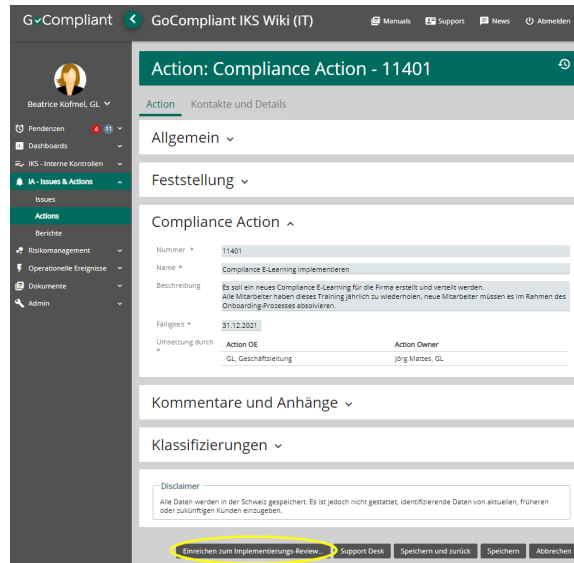 GoCompliant
GoCompliant IKS Wiki (IT)
Manuals
Support
News
Abmelden
Beatrice Kofmel, GL
Pendenzen 4 11
Dashboards
IKS - Interne Kontrollen
IA - Issues & Actions
Issues
Actions
Berichte
Risikomanagement
Operationelle Ereignisse
Dokumente
Admin
Action: Compliance Action - 11401
Action Kontakte und Details
Allgemein
Feststellung
Compliance Action
Nummer * 11401
Name * Compliance E-Learning implementieren
Beschreibung Es soll ein neues Compliance E-Learning für die Firma erstellt und verteilt werden.
Alle Mitarbeiter haben dieses Training jährlich zu wiederholen, neue Mitarbeiter müssen es im Rahmen des
Onboarding-Prozesses absolvieren.
Fälligkeit * 31.12.2021
Umsetzung durch
*
Action OE Action Owner
GL, Geschäftsleitung Jörg Mattes, GL
Kommentare und Anhänge
Klassifizierungen
Disclaimer
Alle Daten werden in der Schweiz gespeichert. Es ist jedoch nicht gestattet, identifizierende Daten von aktuellen, früheren
oder zukünftigen Kunden einzugeben.
Einreichen zum Implementierungs-Review... Support Desk Speichern und zurück Speichern Abbrechen